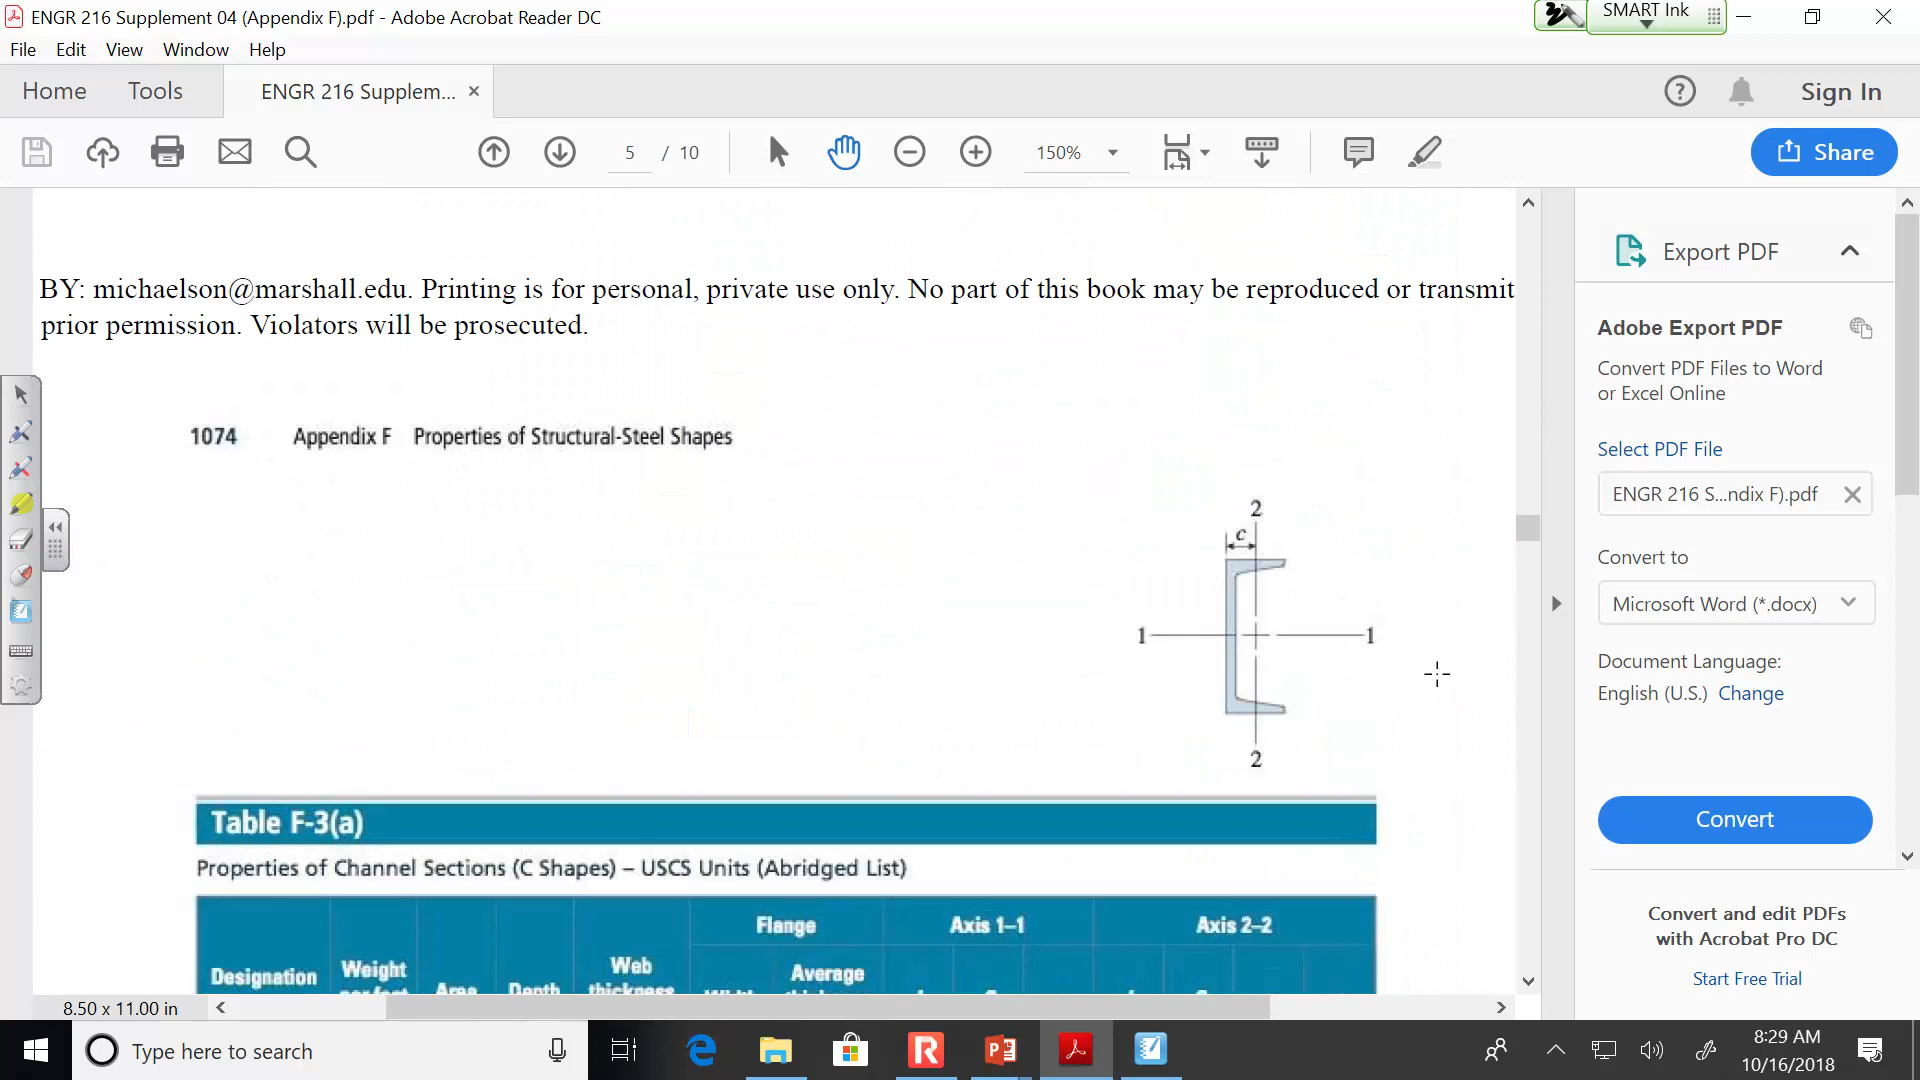 ENGR 216 Supplement 04 (Appendix F).pdf - Adobe Acrobat Reader DC
SMART Ink
File Edit View Window Help
Home Tools ENGR 216 Supplem... ×
Sign In
5 / 10
150%
Share
BY: michaelson@marshall.edu. Printing is for personal, private use only. No part of this book may be reproduced or transmit
prior permission. Violators will be prosecuted.
1074 Appendix F Properties of Structural-Steel Shapes
2
c
1 1
2
Table F-3(a)
Properties of Channel Sections (C Shapes) – USCS Units (Abridged List)
Flange Axis 1–1 Axis 2–2
Designation Weight per foot Area Depth Web thickness Width Average
8.50 x 11.00 in
Export PDF
Adobe Export PDF
Convert PDF Files to Word
or Excel Online
Select PDF File
ENGR 216 S...ndix F).pdf
Convert to
Microsoft Word (*.docx)
Document Language:
English (U.S.) Change
Convert
Convert and edit PDFs
with Acrobat Pro DC
Start Free Trial
Type here to search
8:29 AM
10/16/2018